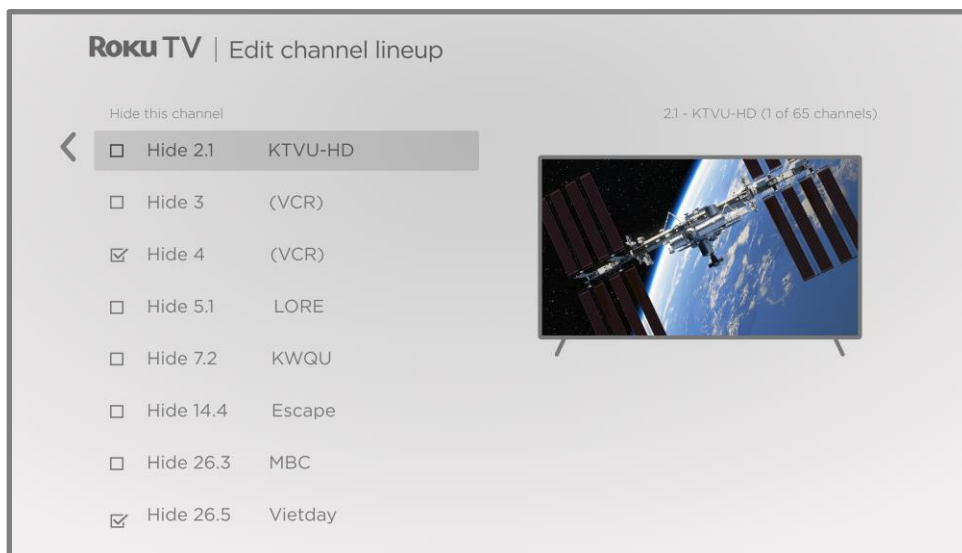 Roku TV | Edit channel lineup
Hide this channel
2.1 - KTVU-HD (1 of 65 channels)
Hide 2.1 KTVU-HD
Hide 3 (VCR)
Hide 4 (VCR)
Hide 5.1 LORE
Hide 7.2 KWQU
Hide 14.4 Escape
Hide 26.3 MBC
Hide 26.5 Vietday